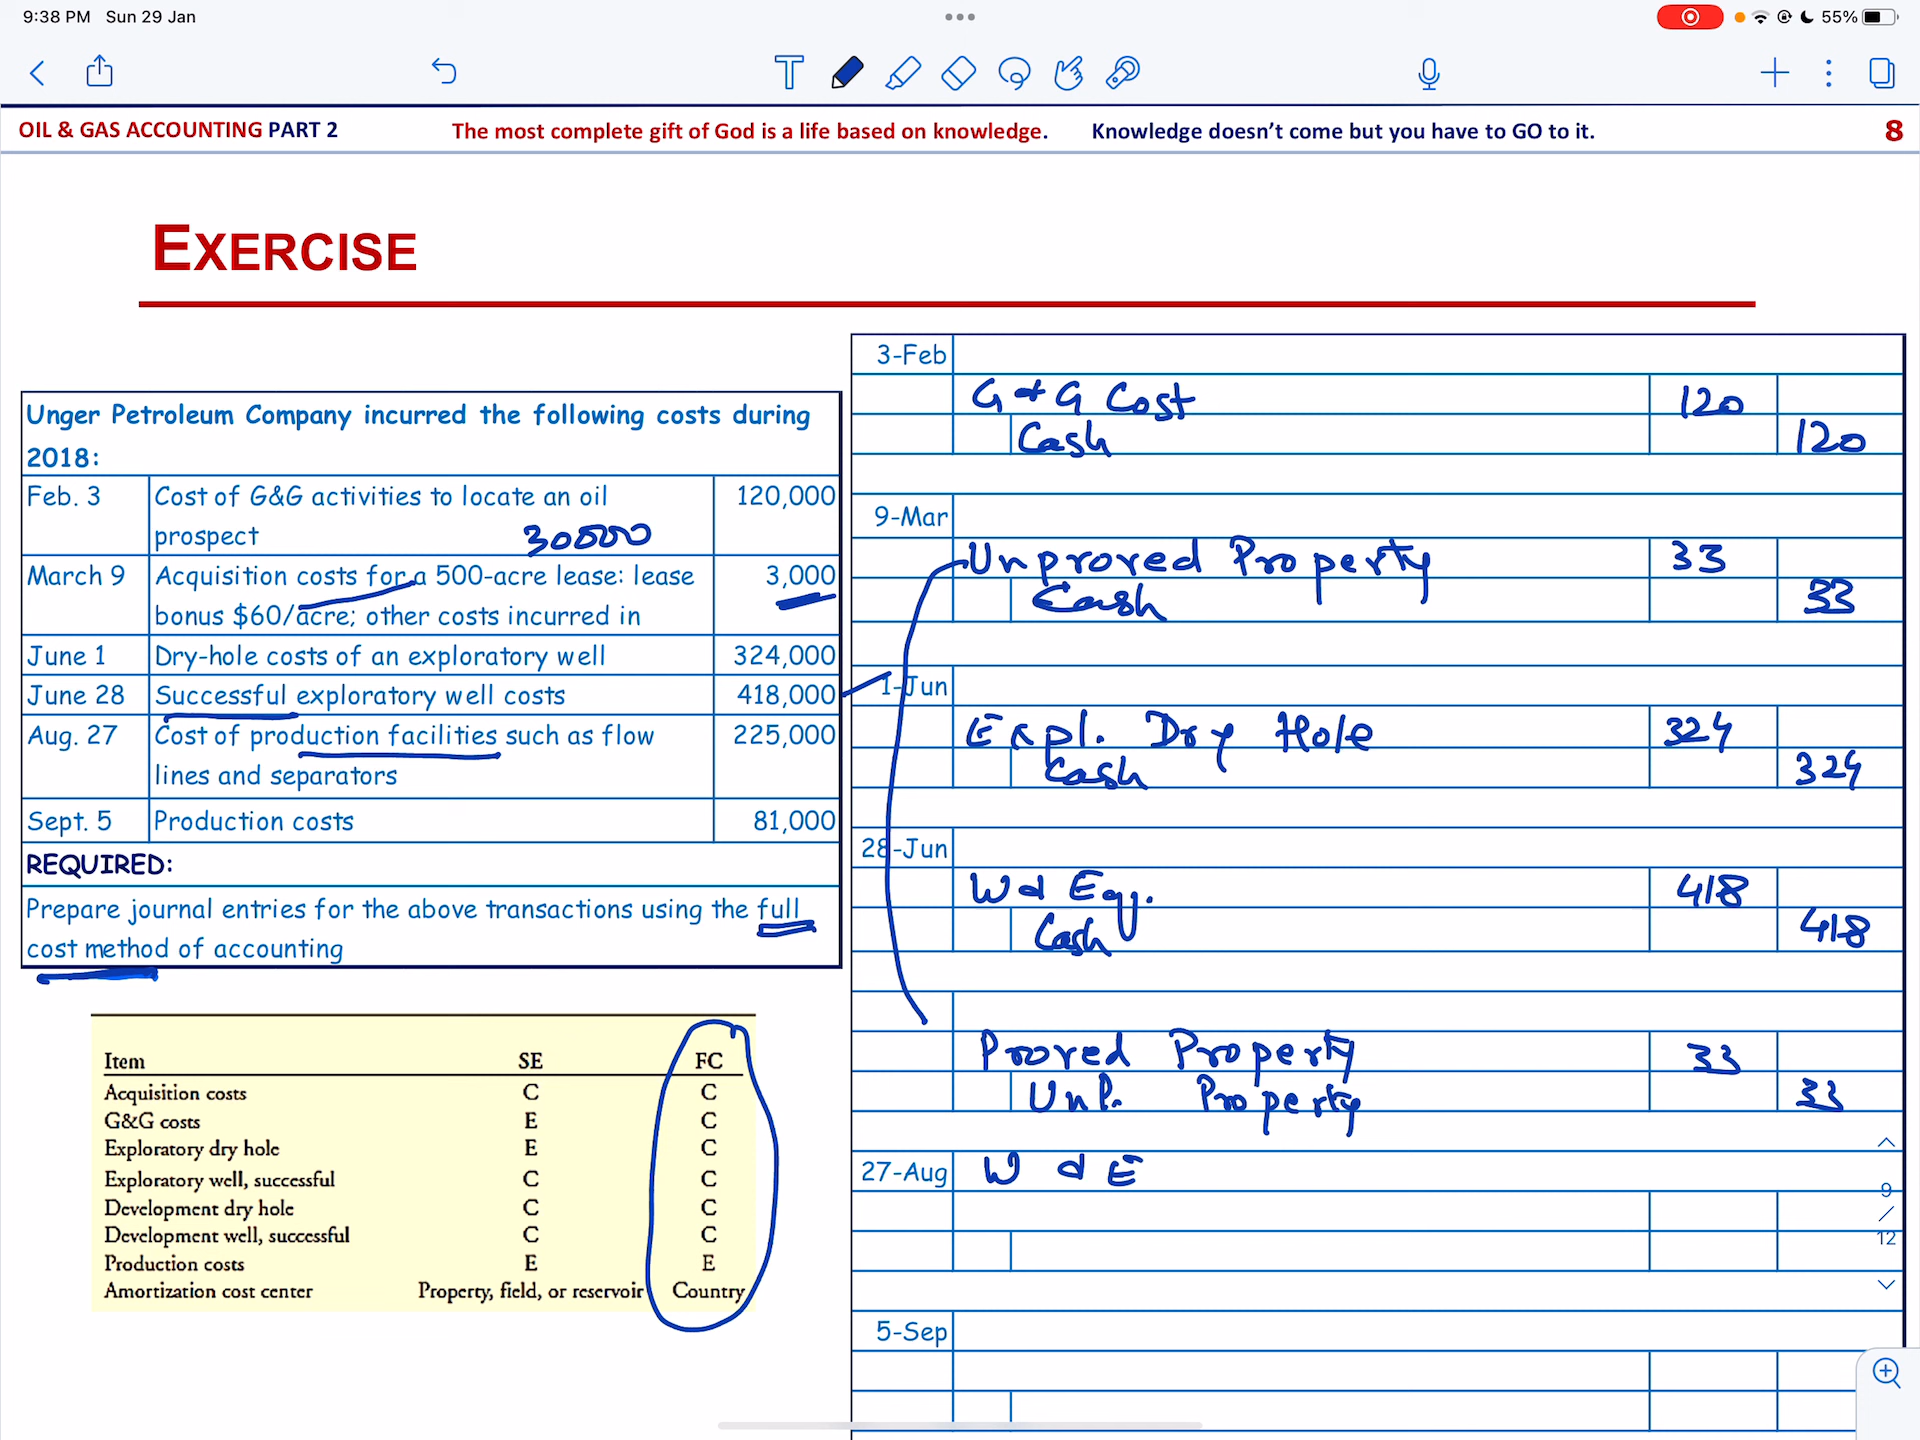 9:38 PM Sun 29 Jan
55%
OIL & GAS ACCOUNTING PART 2 The most complete gift of God is a life based on knowledge. Knowledge doesn’t come but you have to GO to it. 8
EXERCISE
Unger Petroleum Company incurred the following costs during
2018:
Feb. 3 Cost of G&G activities to locate an oil 120,000
prospect 30000
March 9 Acquisition costs for a 500-acre lease: lease 3,000
bonus $60/acre; other costs incurred in
June 1 Dry-hole costs of an exploratory well 324,000
June 28 Successful exploratory well costs 418,000
Aug. 27 Cost of production facilities such as flow 225,000
lines and separators
Sept. 5 Production costs 81,000
REQUIRED:
Prepare journal entries for the above transactions using the full
cost method of accounting
Item SE FC
Acquisition costs C C
G&G costs E C
Exploratory dry hole E C
Exploratory well, successful C C
Development dry hole C C
Development well, successful C C
Production costs E E
Amortization cost center Property, field, or reservoir Country
3-Feb
G & G Cost 120
Cash 120
9-Mar
Unproved Property 33
Cash 33
1-Jun
Expl. Dry Hole 324
Cash 324
28-Jun
W & Eqq. 418
Cash 418
Proved Property 33
UnP. Property 33
27-Aug W & E
5-Sep
9
/
12